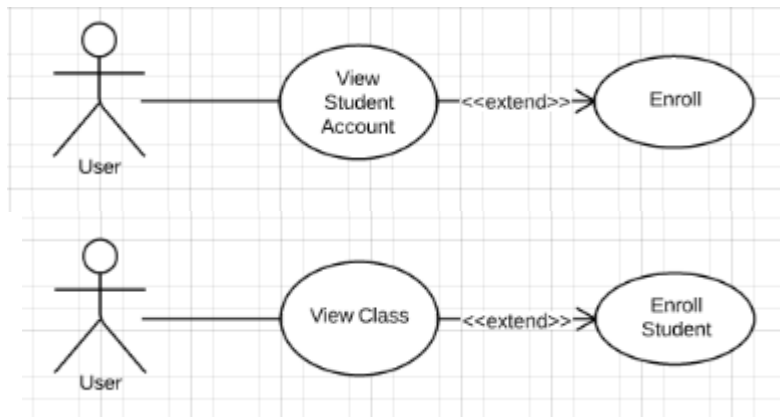 View
Student
Account
<<extend>>
Enroll
User
View Class
<<extend>>
Enroll
Student
User